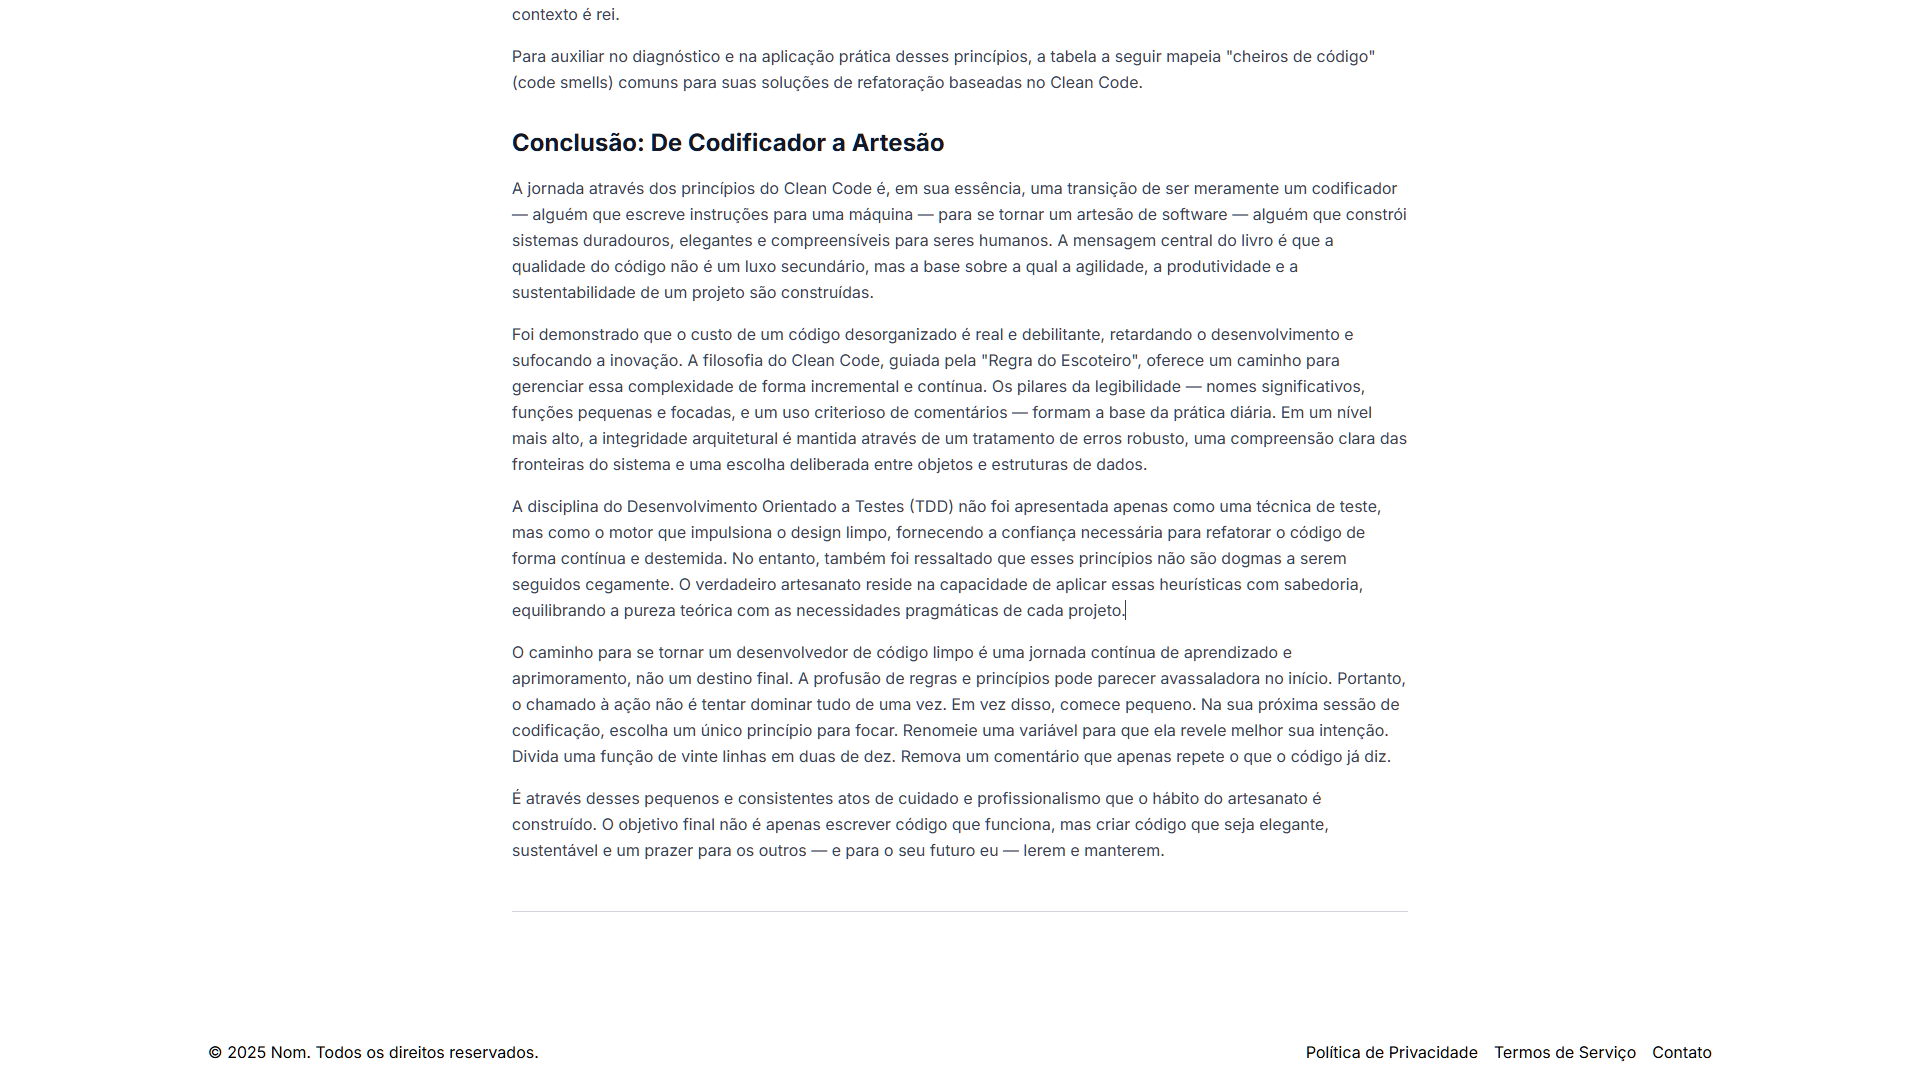 contexto é rei.
Para auxiliar no diagnóstico e na aplicação prática desses princípios, a tabela a seguir mapeia "cheiros de código"
(code smells) comuns para suas soluções de refatoração baseadas no Clean Code.
Conclusão: De Codificador a Artesão
A jornada através dos princípios do Clean Code é, em sua essência, uma transição de ser meramente um codificador
— alguém que escreve instruções para uma máquina — para se tornar um artesão de software — alguém que constrói
sistemas duradouros, elegantes e compreensíveis para seres humanos. A mensagem central do livro é que a
qualidade do código não é um luxo secundário, mas a base sobre a qual a agilidade, a produtividade e a
sustentabilidade de um projeto são construídas.
Foi demonstrado que o custo de um código desorganizado é real e debilitante, retardando o desenvolvimento e
sufocando a inovação. A filosofia do Clean Code, guiada pela "Regra do Escoteiro", oferece um caminho para
gerenciar essa complexidade de forma incremental e contínua. Os pilares da legibilidade — nomes significativos,
funções pequenas e focadas, e um uso criterioso de comentários — formam a base da prática diária. Em um nível
mais alto, a integridade arquitetural é mantida através de um tratamento de erros robusto, uma compreensão clara das
fronteiras do sistema e uma escolha deliberada entre objetos e estruturas de dados.
A disciplina do Desenvolvimento Orientado a Testes (TDD) não foi apresentada apenas como uma técnica de teste,
mas como o motor que impulsiona o design limpo, fornecendo a confiança necessária para refatorar o código de
forma contínua e destemida. No entanto, também foi ressaltado que esses princípios não são dogmas a serem
seguidos cegamente. O verdadeiro artesanato reside na capacidade de aplicar essas heurísticas com sabedoria,
equilibrando a pureza teórica com as necessidades pragmáticas de cada projeto.
O caminho para se tornar um desenvolvedor de código limpo é uma jornada contínua de aprendizado e
aprimoramento, não um destino final. A profusão de regras e princípios pode parecer avassaladora no início. Portanto,
o chamado à ação não é tentar dominar tudo de uma vez. Em vez disso, comece pequeno. Na sua próxima sessão de
codificação, escolha um único princípio para focar. Renomeie uma variável para que ela revele melhor sua intenção.
Divida uma função de vinte linhas em duas de dez. Remova um comentário que apenas repete o que o código já diz.
É através desses pequenos e consistentes atos de cuidado e profissionalismo que o hábito do artesanato é
construído. O objetivo final não é apenas escrever código que funciona, mas criar código que seja elegante,
sustentável e um prazer para os outros — e para o seu futuro eu — lerem e manterem.
© 2025 Nom. Todos os direitos reservados.
Política de Privacidade Termos de Serviço Contato